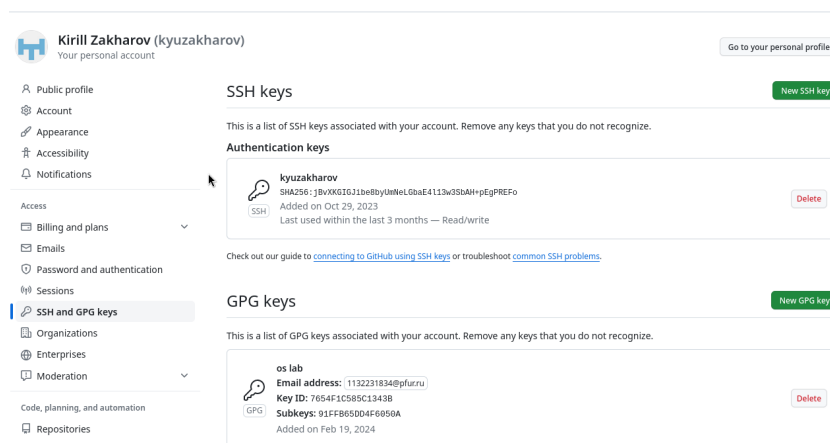 Kirill Zakharov (kyuzakharov)
Your personal account
Go to your personal profile
Public profile
Account
Appearance
Accessibility
Notifications
Access
Billing and plans
Emails
Password and authentication
Sessions
SSH and GPG keys
Organizations
Enterprises
Moderation
Code, planning, and automation
Repositories
SSH keys
New SSH key
This is a list of SSH keys associated with your account. Remove any keys that you do not recognize.
Authentication keys
kyuzakharov
SHA256:jBvXKGIGJibe8byUmNeLGbaE4l13w3SbAH+pEgPREFo
SSH
Added on Oct 29, 2023
Last used within the last 3 months — Read/write
Delete
Check out our guide to connecting to GitHub using SSH keys or troubleshoot common SSH problems.
GPG keys
New GPG key
This is a list of GPG keys associated with your account. Remove any keys that you do not recognize.
os lab
Email address: 1132231834@pfur.ru
Key ID: 7654F1C585C1343B
GPG
Subkeys: 91FFB65DD4F6050A
Added on Feb 19, 2024
Delete